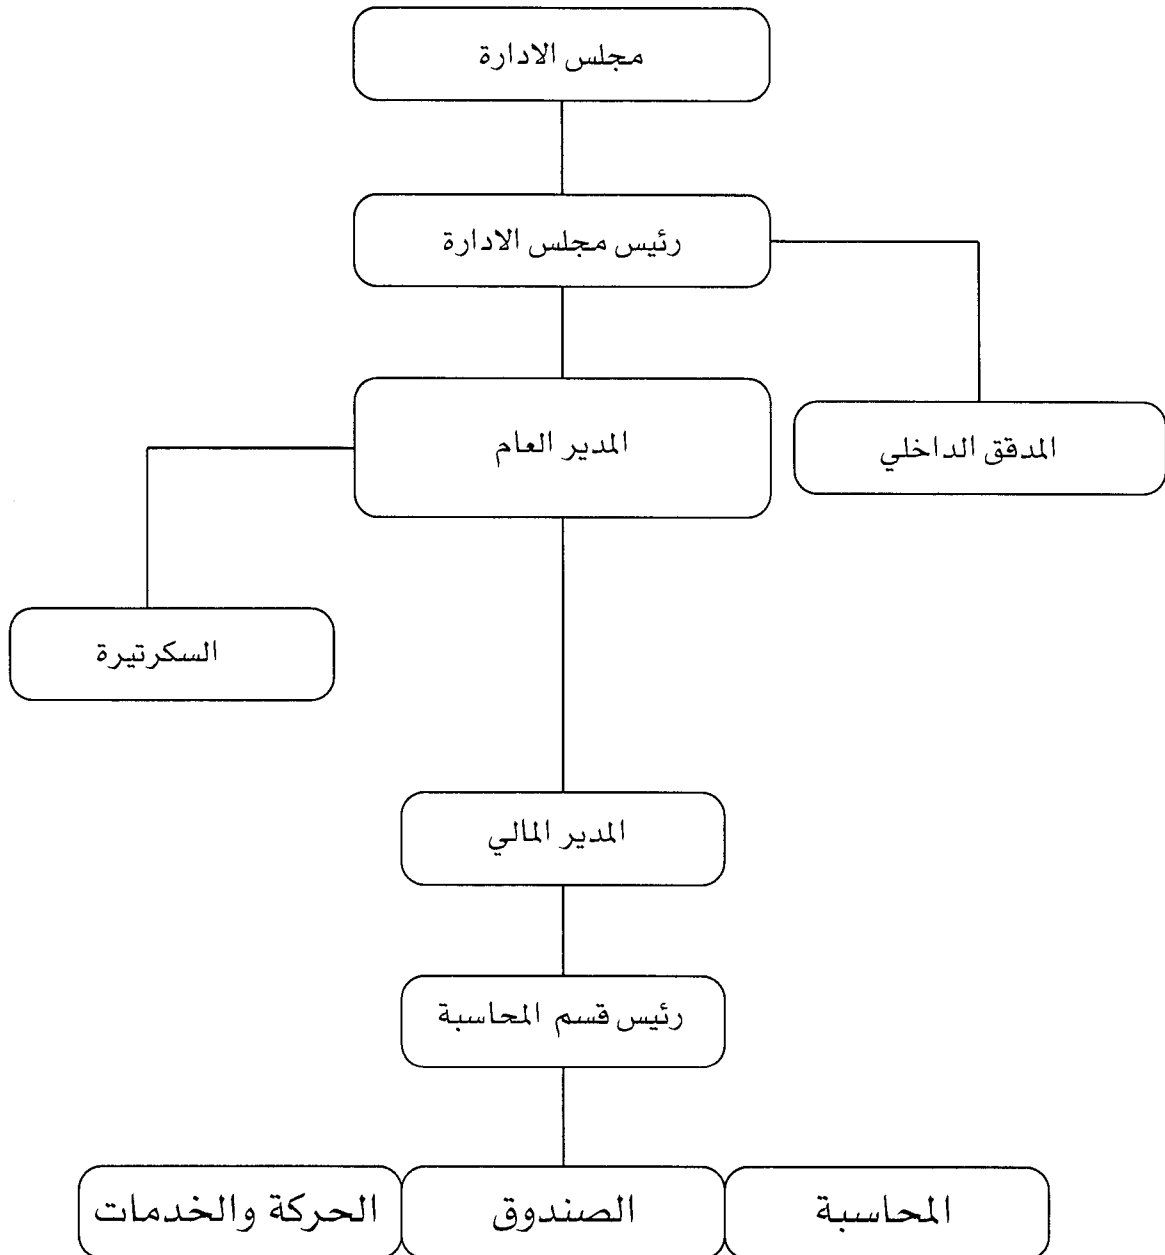 مجلس الادارة
رئيس مجلس الادارة
المدير العام
المدقق الداخلي
السكرتيرة
المدير المالي
رئيس قسم المحاسبة
المحاسبة
الصندوق
الحركة والخدمات